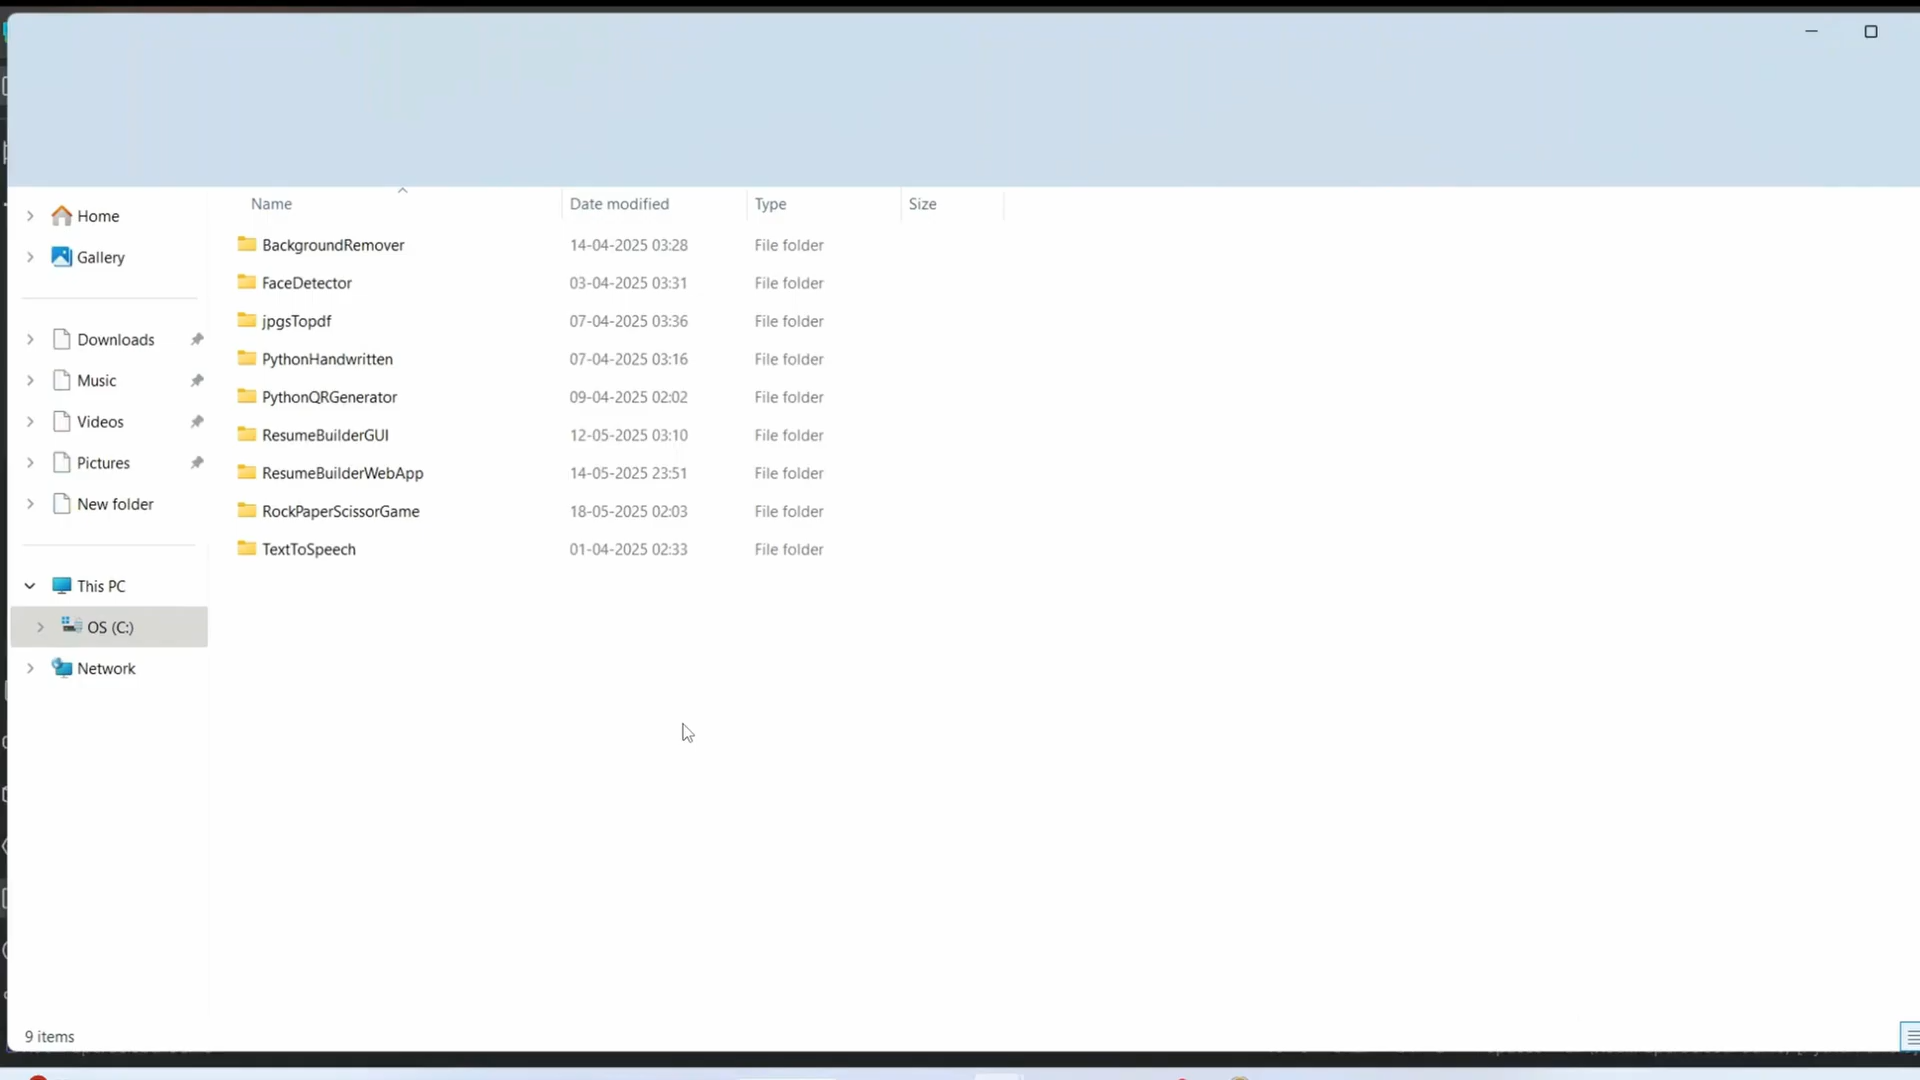 Name Date modified Type Size
Home
Gallery
Downloads
Music
Videos
Pictures
New folder
This PC
OS (C:)
Network
BackgroundRemover 14-04-2025 03:28 File folder
FaceDetector 03-04-2025 03:31 File folder
jpgsTopdf 07-04-2025 03:36 File folder
PythonHandwritten 07-04-2025 03:16 File folder
PythonQRGenerator 09-04-2025 02:02 File folder
ResumeBuilderGUI 12-05-2025 03:10 File folder
ResumeBuilderWebApp 14-05-2025 23:51 File folder
RockPaperScissorGame 18-05-2025 02:03 File folder
TextToSpeech 01-04-2025 02:33 File folder
9 items